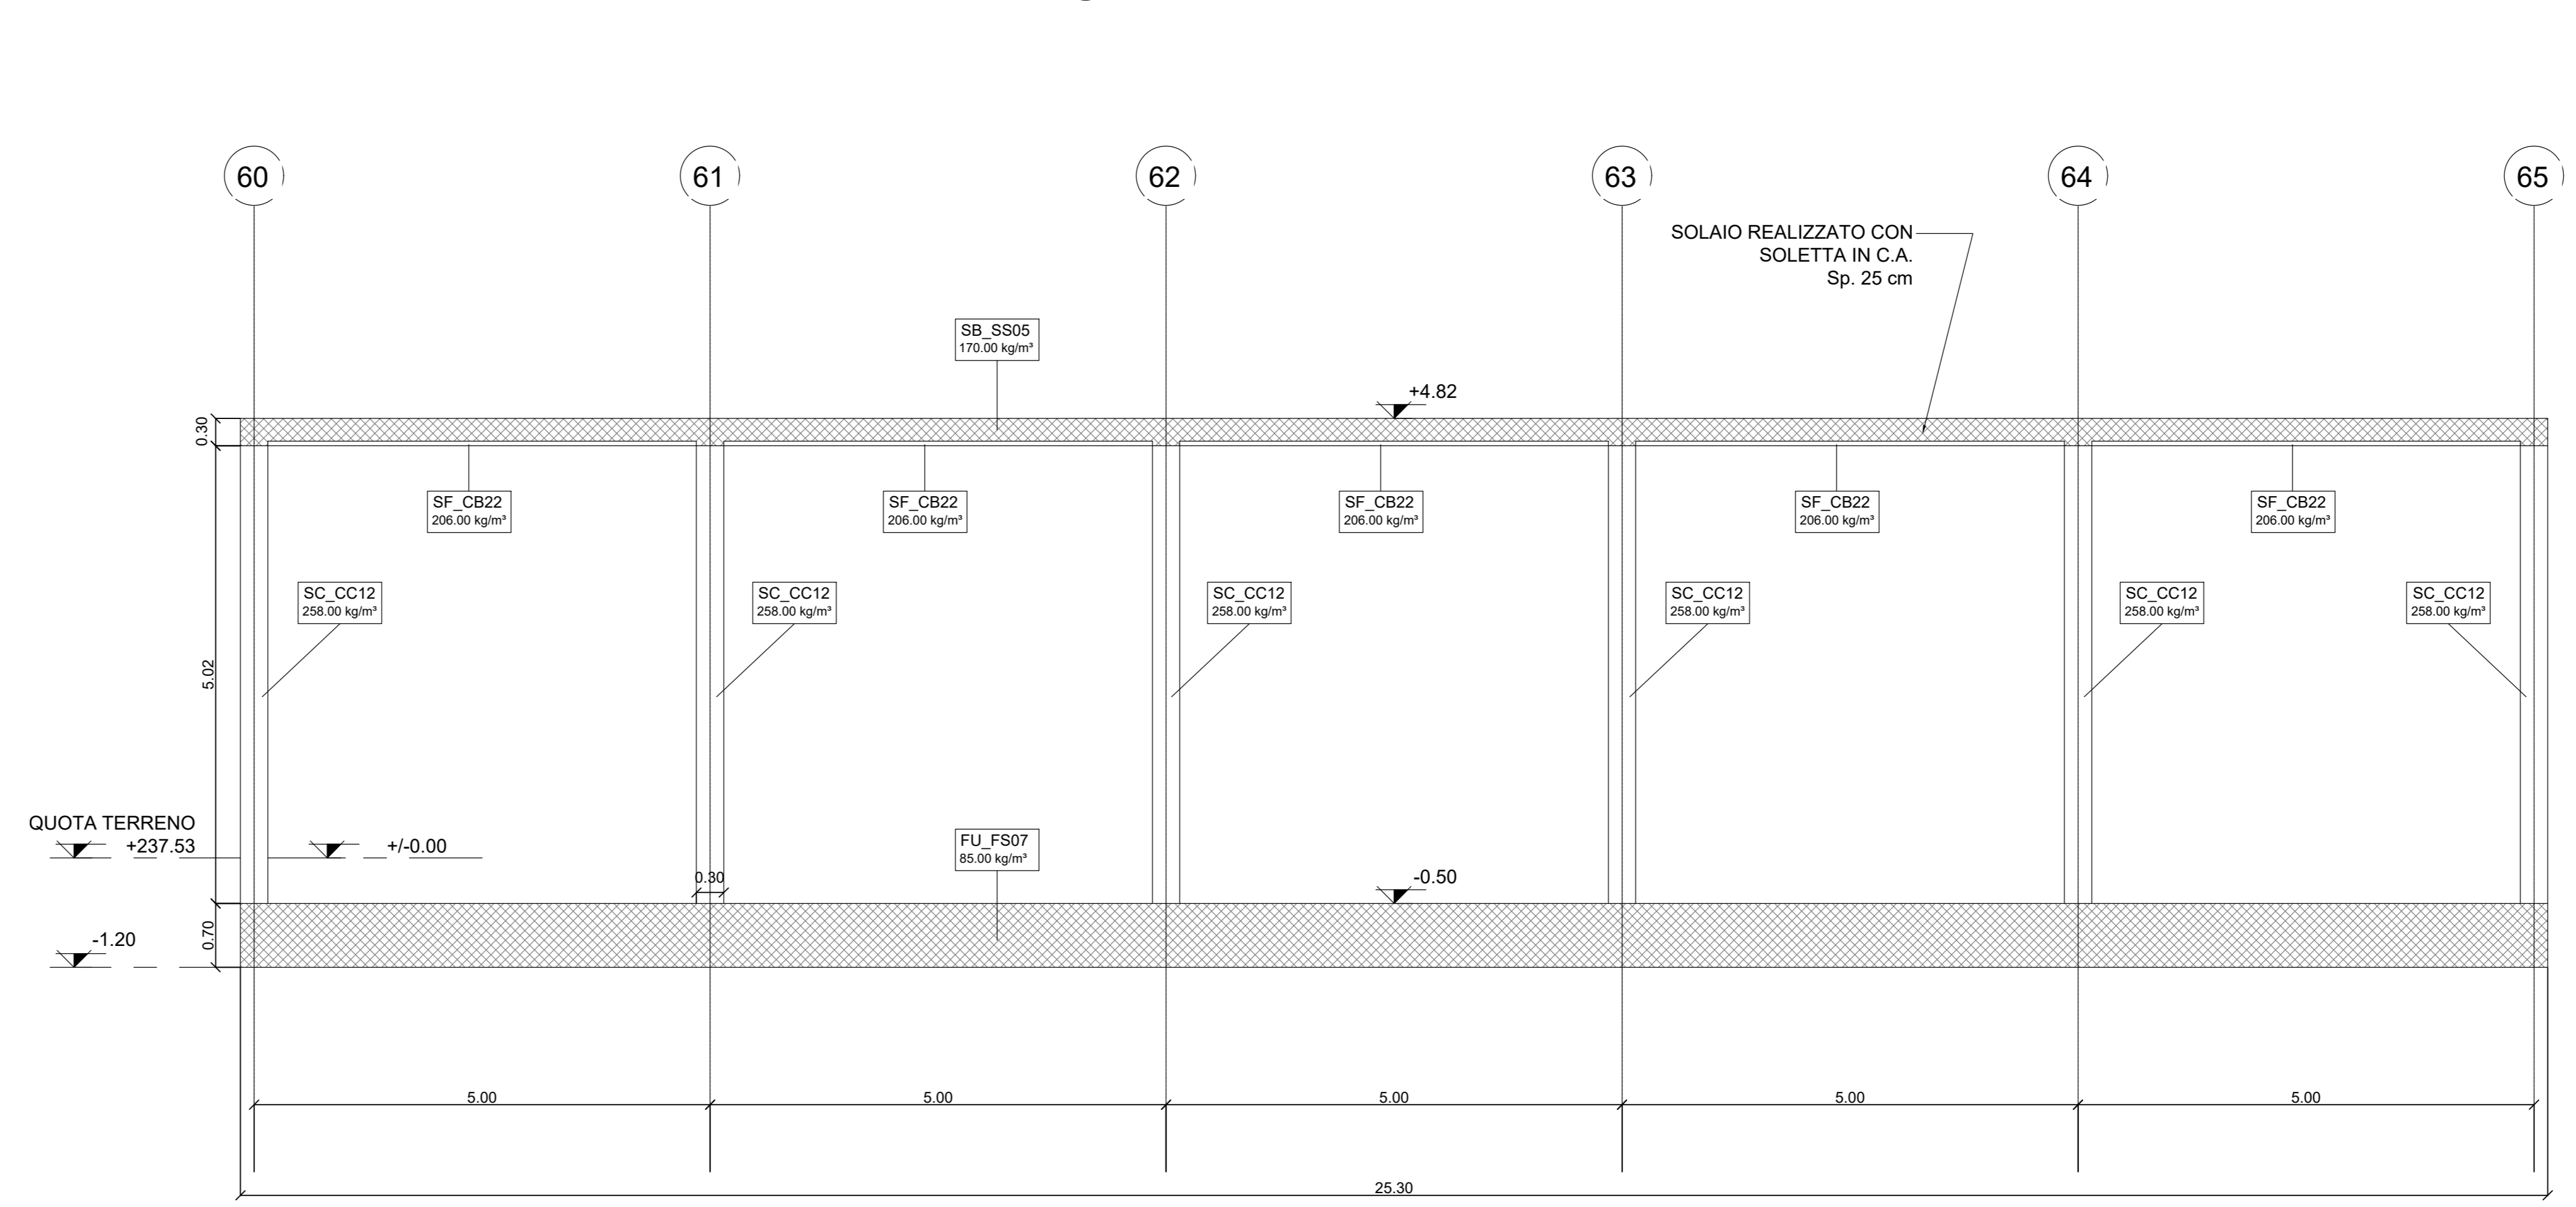 60
61
62
63
64
65
SOLAIO REALIZZATO CON
SOLETTA IN C.A.
Sp. 25 cm
SB_SS05
170.00 kg/m³
+4.82
0.30
SF_CB22
206.00 kg/m³
SF_CB22
206.00 kg/m³
SF_CB22
206.00 kg/m³
SF_CB22
206.00 kg/m³
SF_CB22
206.00 kg/m³
SC_CC12
258.00 kg/m³
SC_CC12
258.00 kg/m³
SC_CC12
258.00 kg/m³
SC_CC12
258.00 kg/m³
SC_CC12
258.00 kg/m³
SC_CC12
258.00 kg/m³
5.02
QUOTA TERRENO
+237.53
+/-0.00
FU_FS07
85.00 kg/m³
0.30
-0.50
0.70
-1.20
5.00
5.00
5.00
5.00
5.00
25.30